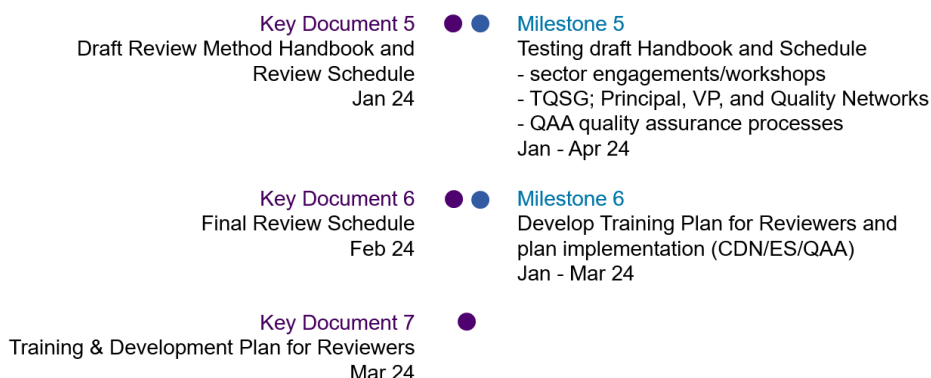 Key Document 5
Draft Review Method Handbook and
Review Schedule
Jan 24
Milestone 5
Testing draft Handbook and Schedule
- sector engagements/workshops
- TQSG; Principal, VP, and Quality Networks
- QAA quality assurance processes
Jan - Apr 24
Key Document 6
Final Review Schedule
Feb 24
Milestone 6
Develop Training Plan for Reviewers and
plan implementation (CDN/ES/QAA)
Jan - Mar 24
Key Document 7
Training & Development Plan for Reviewers
Mar 24